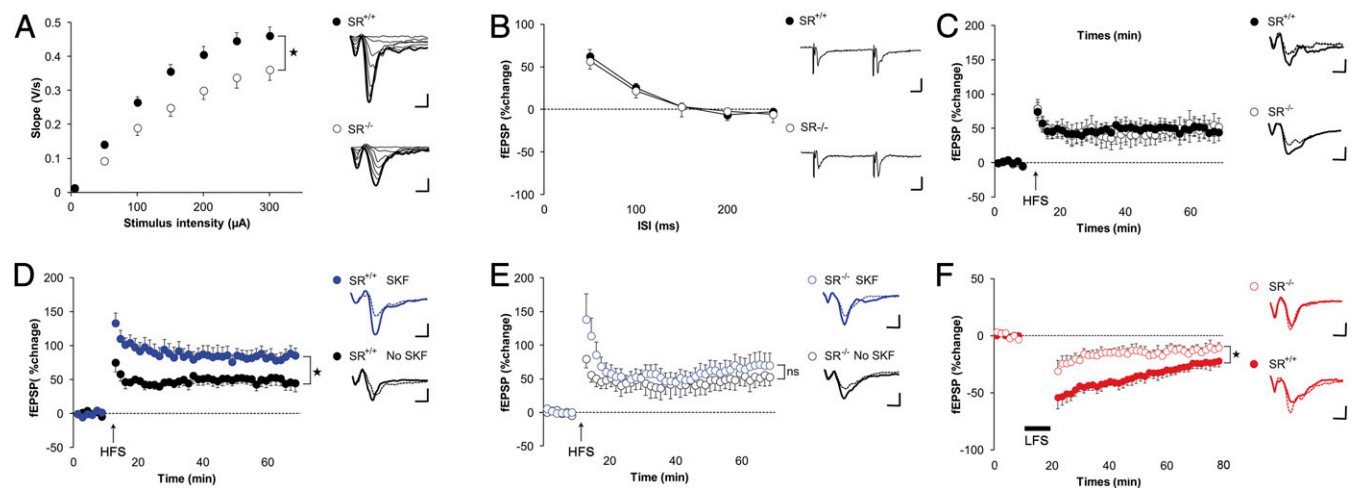 A
0.5
0.4
0.3
0.2
0.1
0
Slope (V/s)
0 100 200 300
Stimulus intensity (µA)
★
SR+/+
SR-/-
B
100
50
0
-50
-100
fEPSP (%change)
0 100 200
ISI (ms)
SR+/+
SR-/-
C
Times (min)
200
150
100
50
0
-50
fEPSP (%change)
HFS
0 20 40 60
Times (min)
SR+/+
SR-/-
D
200
150
100
50
0
-50
fEPSP( %chnage)
HFS
0 20 40 60
Time (min)
★
SR+/+ SKF
SR+/+ No SKF
E
200
150
100
50
0
-50
fEPSP (%change)
HFS
0 20 40 60
Time (min)
ns
SR-/- SKF
SR-/- No SKF
F
50
0
-50
-100
fEPSP (%change)
LFS
0 20 40 60 80
Times (min)
★
SR-/-
SR+/+